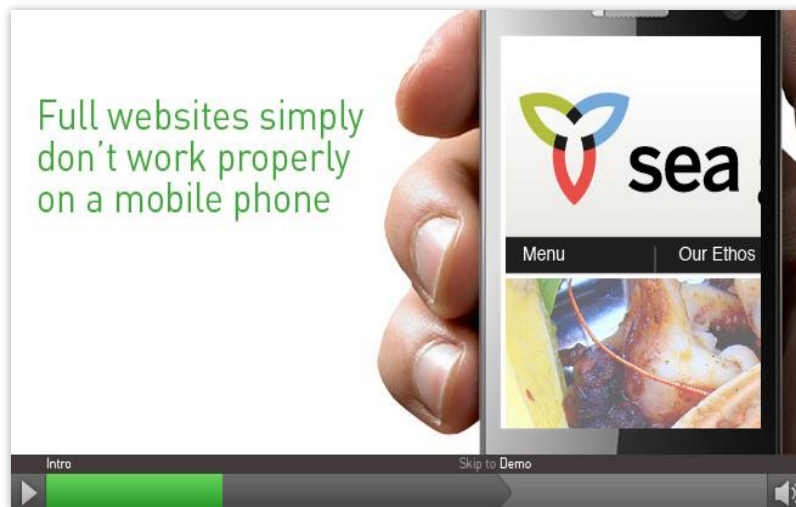 Full websites simply
don't work properly
on a mobile phone
sea
Menu
Our Ethos
Intro
Skip to Demo